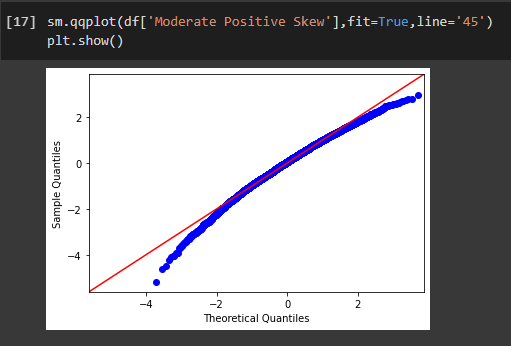 [17] sm.qqplot(df['Moderate Positive Skew'],fit=True,line='45')
plt.show()
2
0
−2
−4
Sample Quantiles
−4 −2 0 2
Theoretical Quantiles